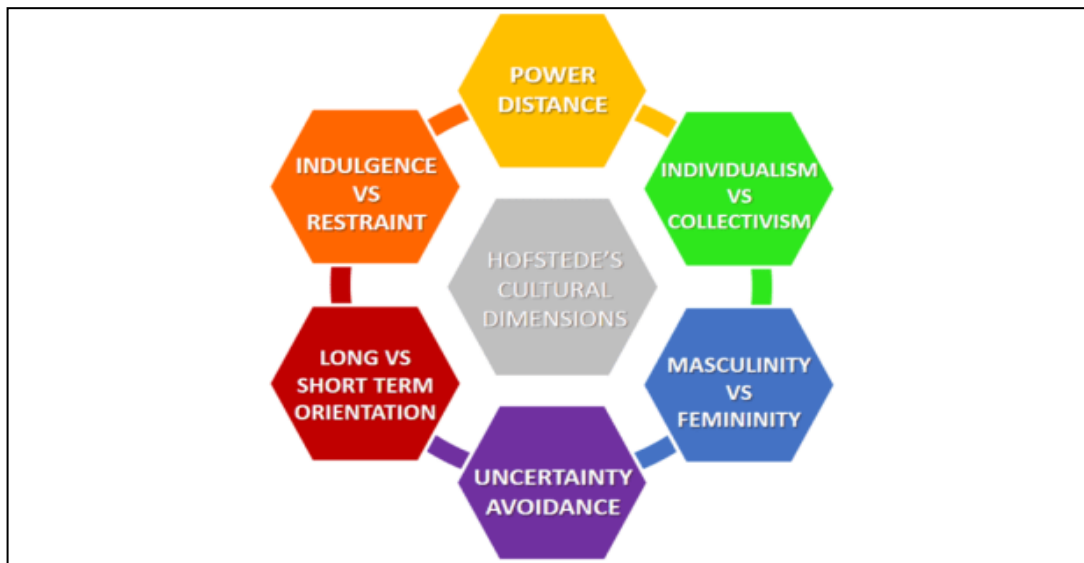 POWER
DISTANCE
INDIVIDUALISM
VS
COLLECTIVISM
MASCULINITY
VS
FEMININITY
UNCERTAINTY
AVOIDANCE
LONG VS
SHORT TERM
ORIENTATION
INDULGENCE
VS
RESTRAINT
HOFSTEDE'S
CULTURAL
DIMENSIONS